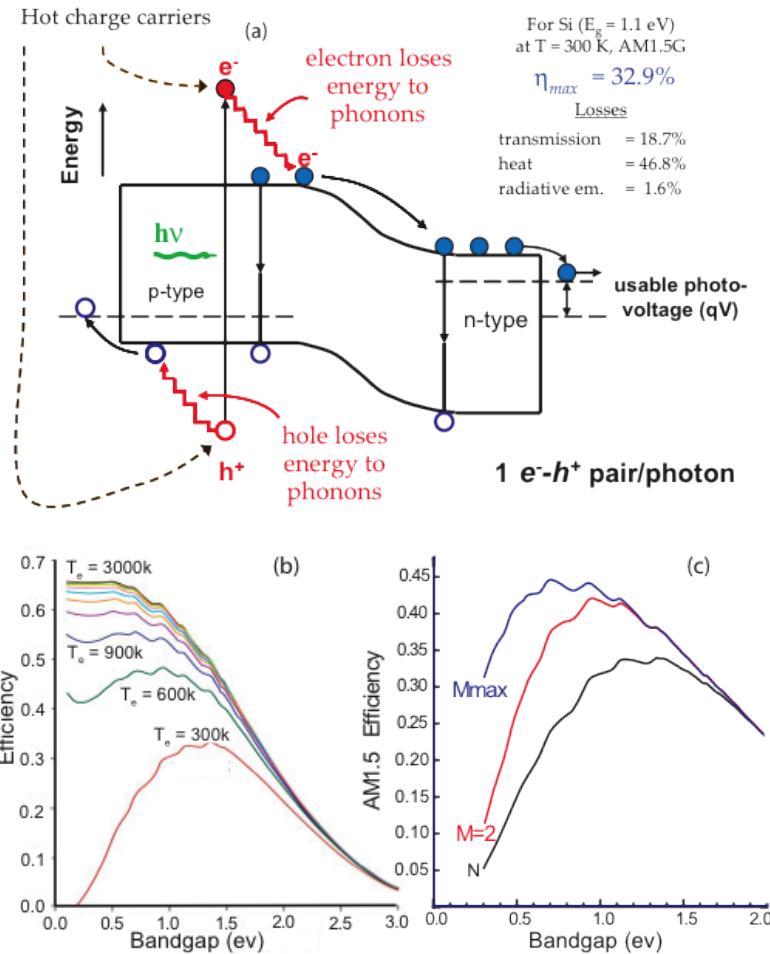 Hot charge carriers
(a)
For Si (Eg = 1.1 eV)
at T = 300 K, AM1.5G
ηmax = 32.9%
Losses
transmission = 18.7%
heat = 46.8%
radiative em. = 1.6%
e-
electron loses
energy to
phonons
e-
Energy
hν
p-type
n-type
usable photo-
voltage (qV)
hole loses
energy to
phonons
h+
1 e--h+ pair/photon
(b)
Te = 3000k
Te = 900k
Te = 600k
Te = 300k
Efficiency
0.7
0.6
0.5
0.4
0.3
0.2
0.1
0.0
0.0 0.5 1.0 1.5 2.0 2.5 3.0
Bandgap (ev)
(c)
AM1.5 Efficiency
0.45
0.40
0.35
0.30
0.25
0.20
0.15
0.10
0.05
Mmax
M=2
N
0.0 0.5 1.0 1.5 2.0
Bandgap (ev)